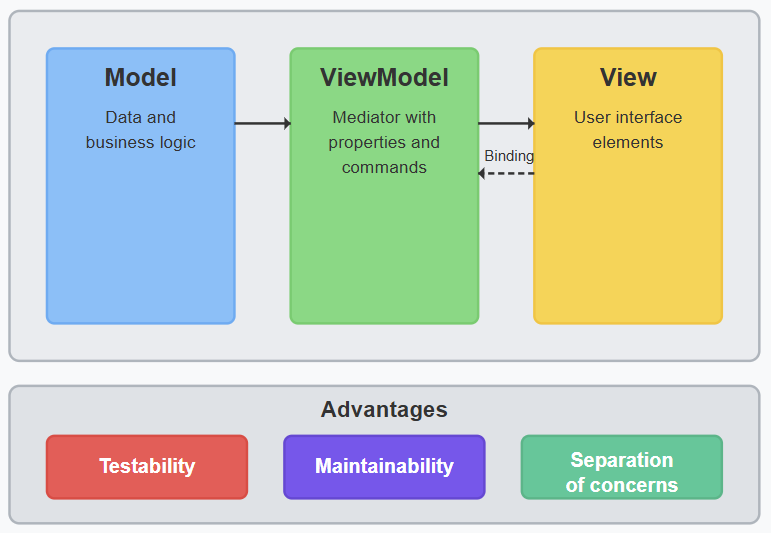 Model
Data and
business logic
ViewModel
Mediator with
properties and
commands
View
User interface
elements
Binding
Advantages
Testability
Maintainability
Separation
of concerns